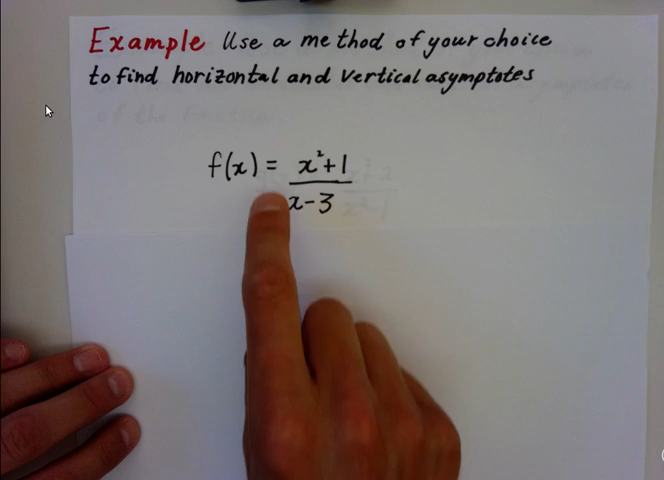 Example Use a method of your choice
to find horizontal and vertical asymptotes
f(x) = x²+1
x-3